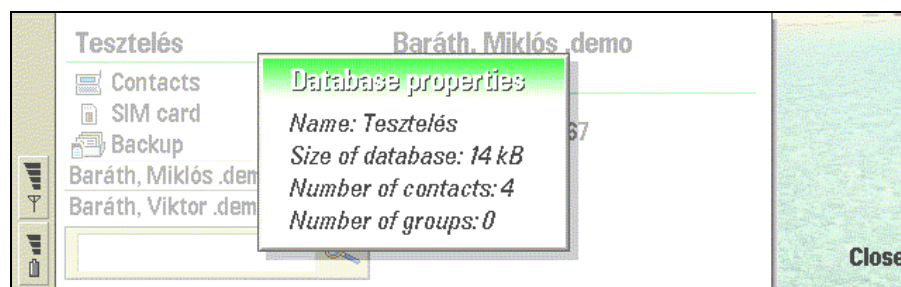 Tesztelés
Contacts
SIM card
Backup
Baráth, Miklós .dem
Baráth, Viktor .dem
Baráth, Miklós .demo
67
Database properties
Name: Tesztelés
Size of database: 14 kB
Number of contacts: 4
Number of groups: 0
Close